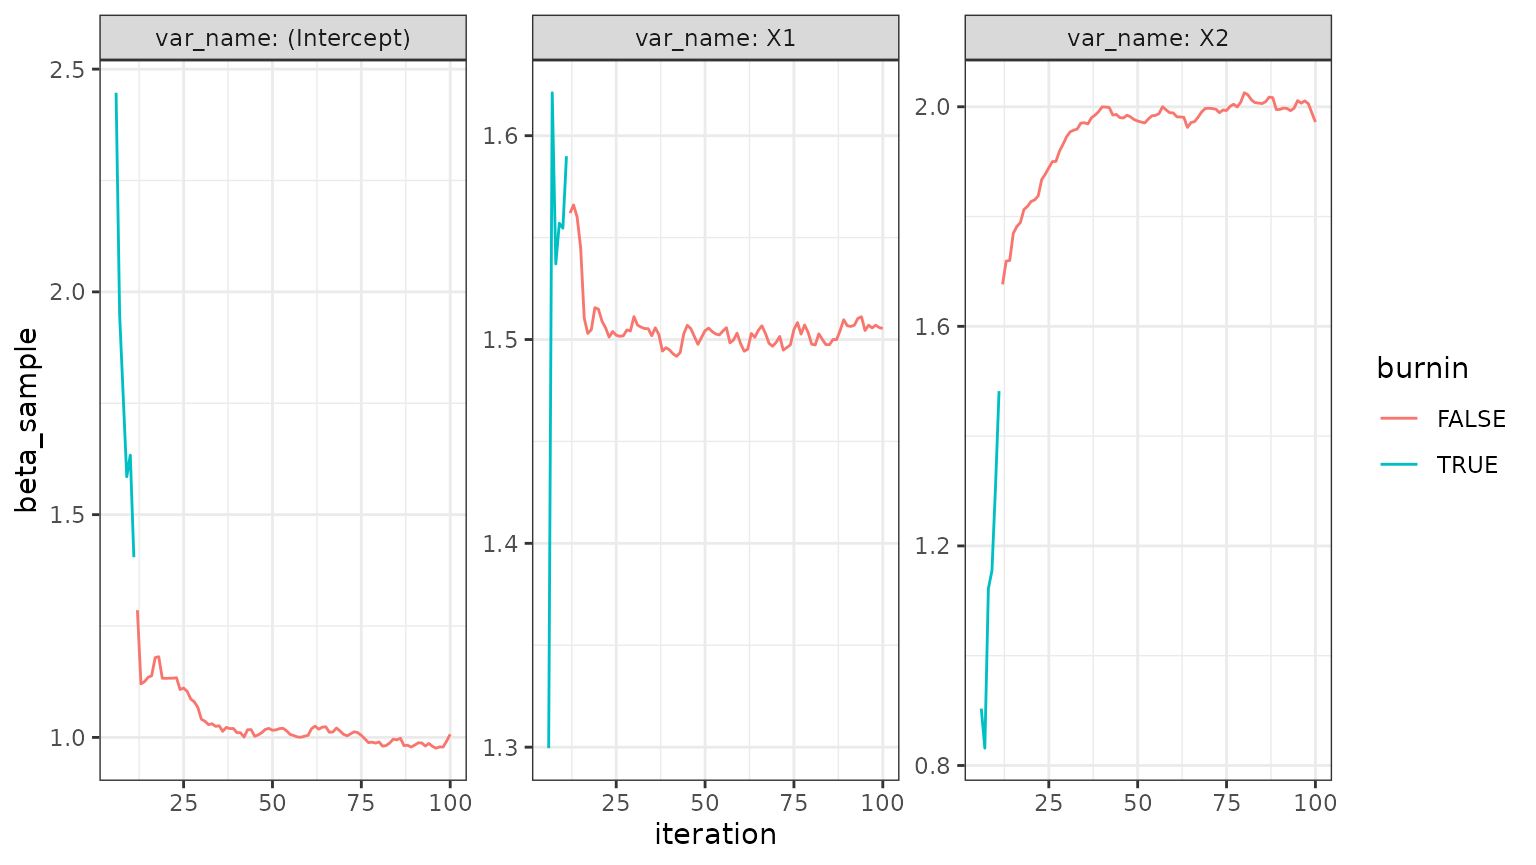 var_name: (Intercept)
var_name: X1
var_name: X2
beta_sample
2.5
2.0
1.5
1.0
1.6
1.5
1.4
1.3
2.0
1.6
1.2
0.8
25 50 75 100
25 50 75 100
25 50 75 100
iteration
burnin
FALSE
TRUE